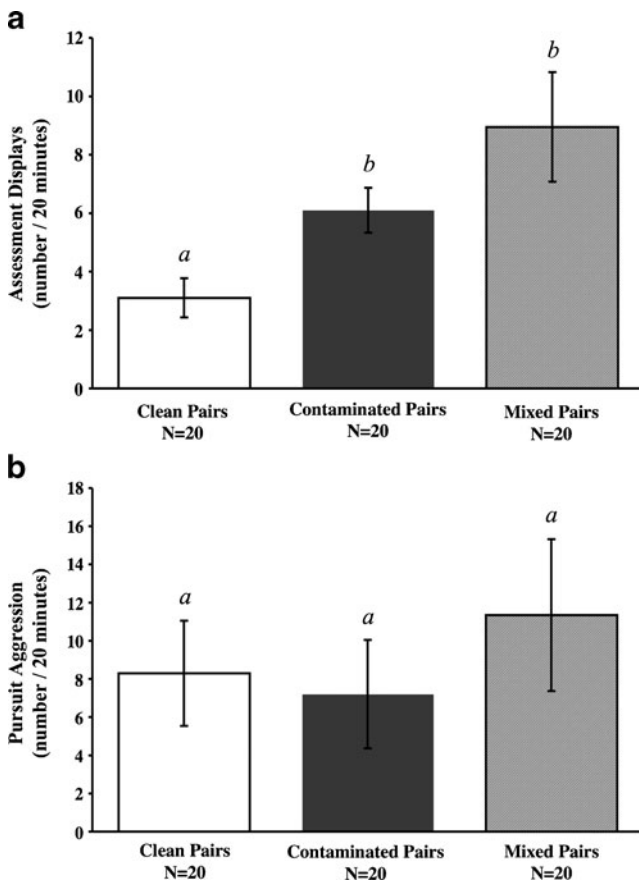 a
12
10
8
6
4
2
0
Assessment Displays
(number / 20 minutes)
a
b
b
Clean Pairs
N=20
Contaminated Pairs
N=20
Mixed Pairs
N=20
b
18
16
14
12
10
8
6
4
2
0
Pursuit Aggression
(number / 20 minutes)
a
a
a
Clean Pairs
N=20
Contaminated Pairs
N=20
Mixed Pairs
N=20